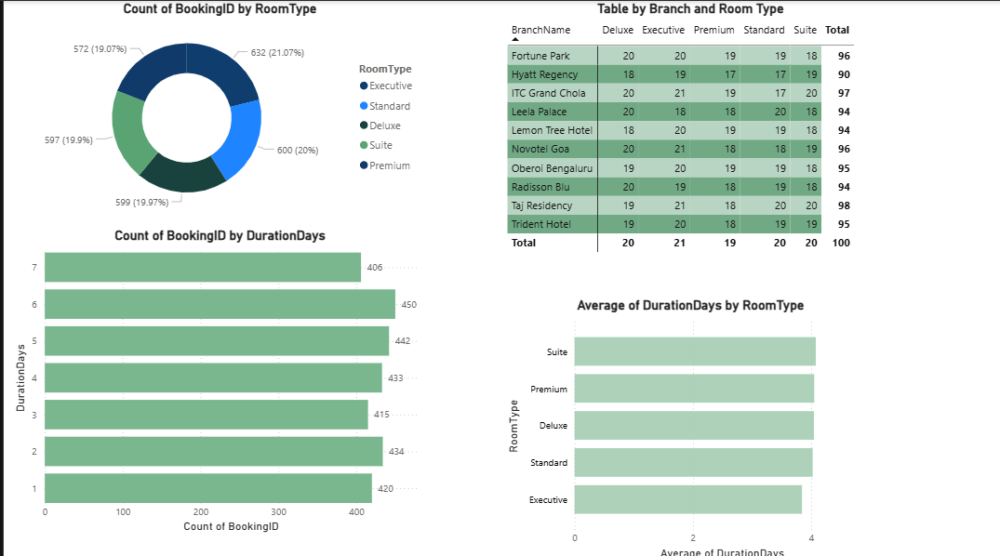 Count of BookingID by RoomType
572 (19.07%)
632 (21.07%)
597 (19.9%)
600 (20%)
599 (19.97%)
RoomType
Executive
Standard
Deluxe
Suite
Premium
Table by Branch and Room Type
BranchName Deluxe Executive Premium Standard Suite Total
Fortune Park 20 20 19 19 18 96
Hyatt Regency 18 19 17 17 19 90
ITC Grand Chola 20 21 19 17 20 97
Leela Palace 20 18 18 20 18 94
Lemon Tree Hotel 18 20 19 19 18 94
Novotel Goa 20 21 18 18 19 96
Oberoi Bengaluru 19 20 19 19 18 95
Radisson Blu 20 19 18 19 18 94
Taj Residency 19 21 18 20 20 98
Trident Hotel 19 20 18 19 19 95
Total 20 21 19 20 20 100
Count of BookingID by DurationDays
DurationDays
7 406
6 450
5 442
4 433
3 415
2 434
1 420
0 100 200 300 400
Count of BookingID
Average of DurationDays by RoomType
RoomType
Suite
Premium
Deluxe
Standard
Executive
0 2 4
Average of DurationDays